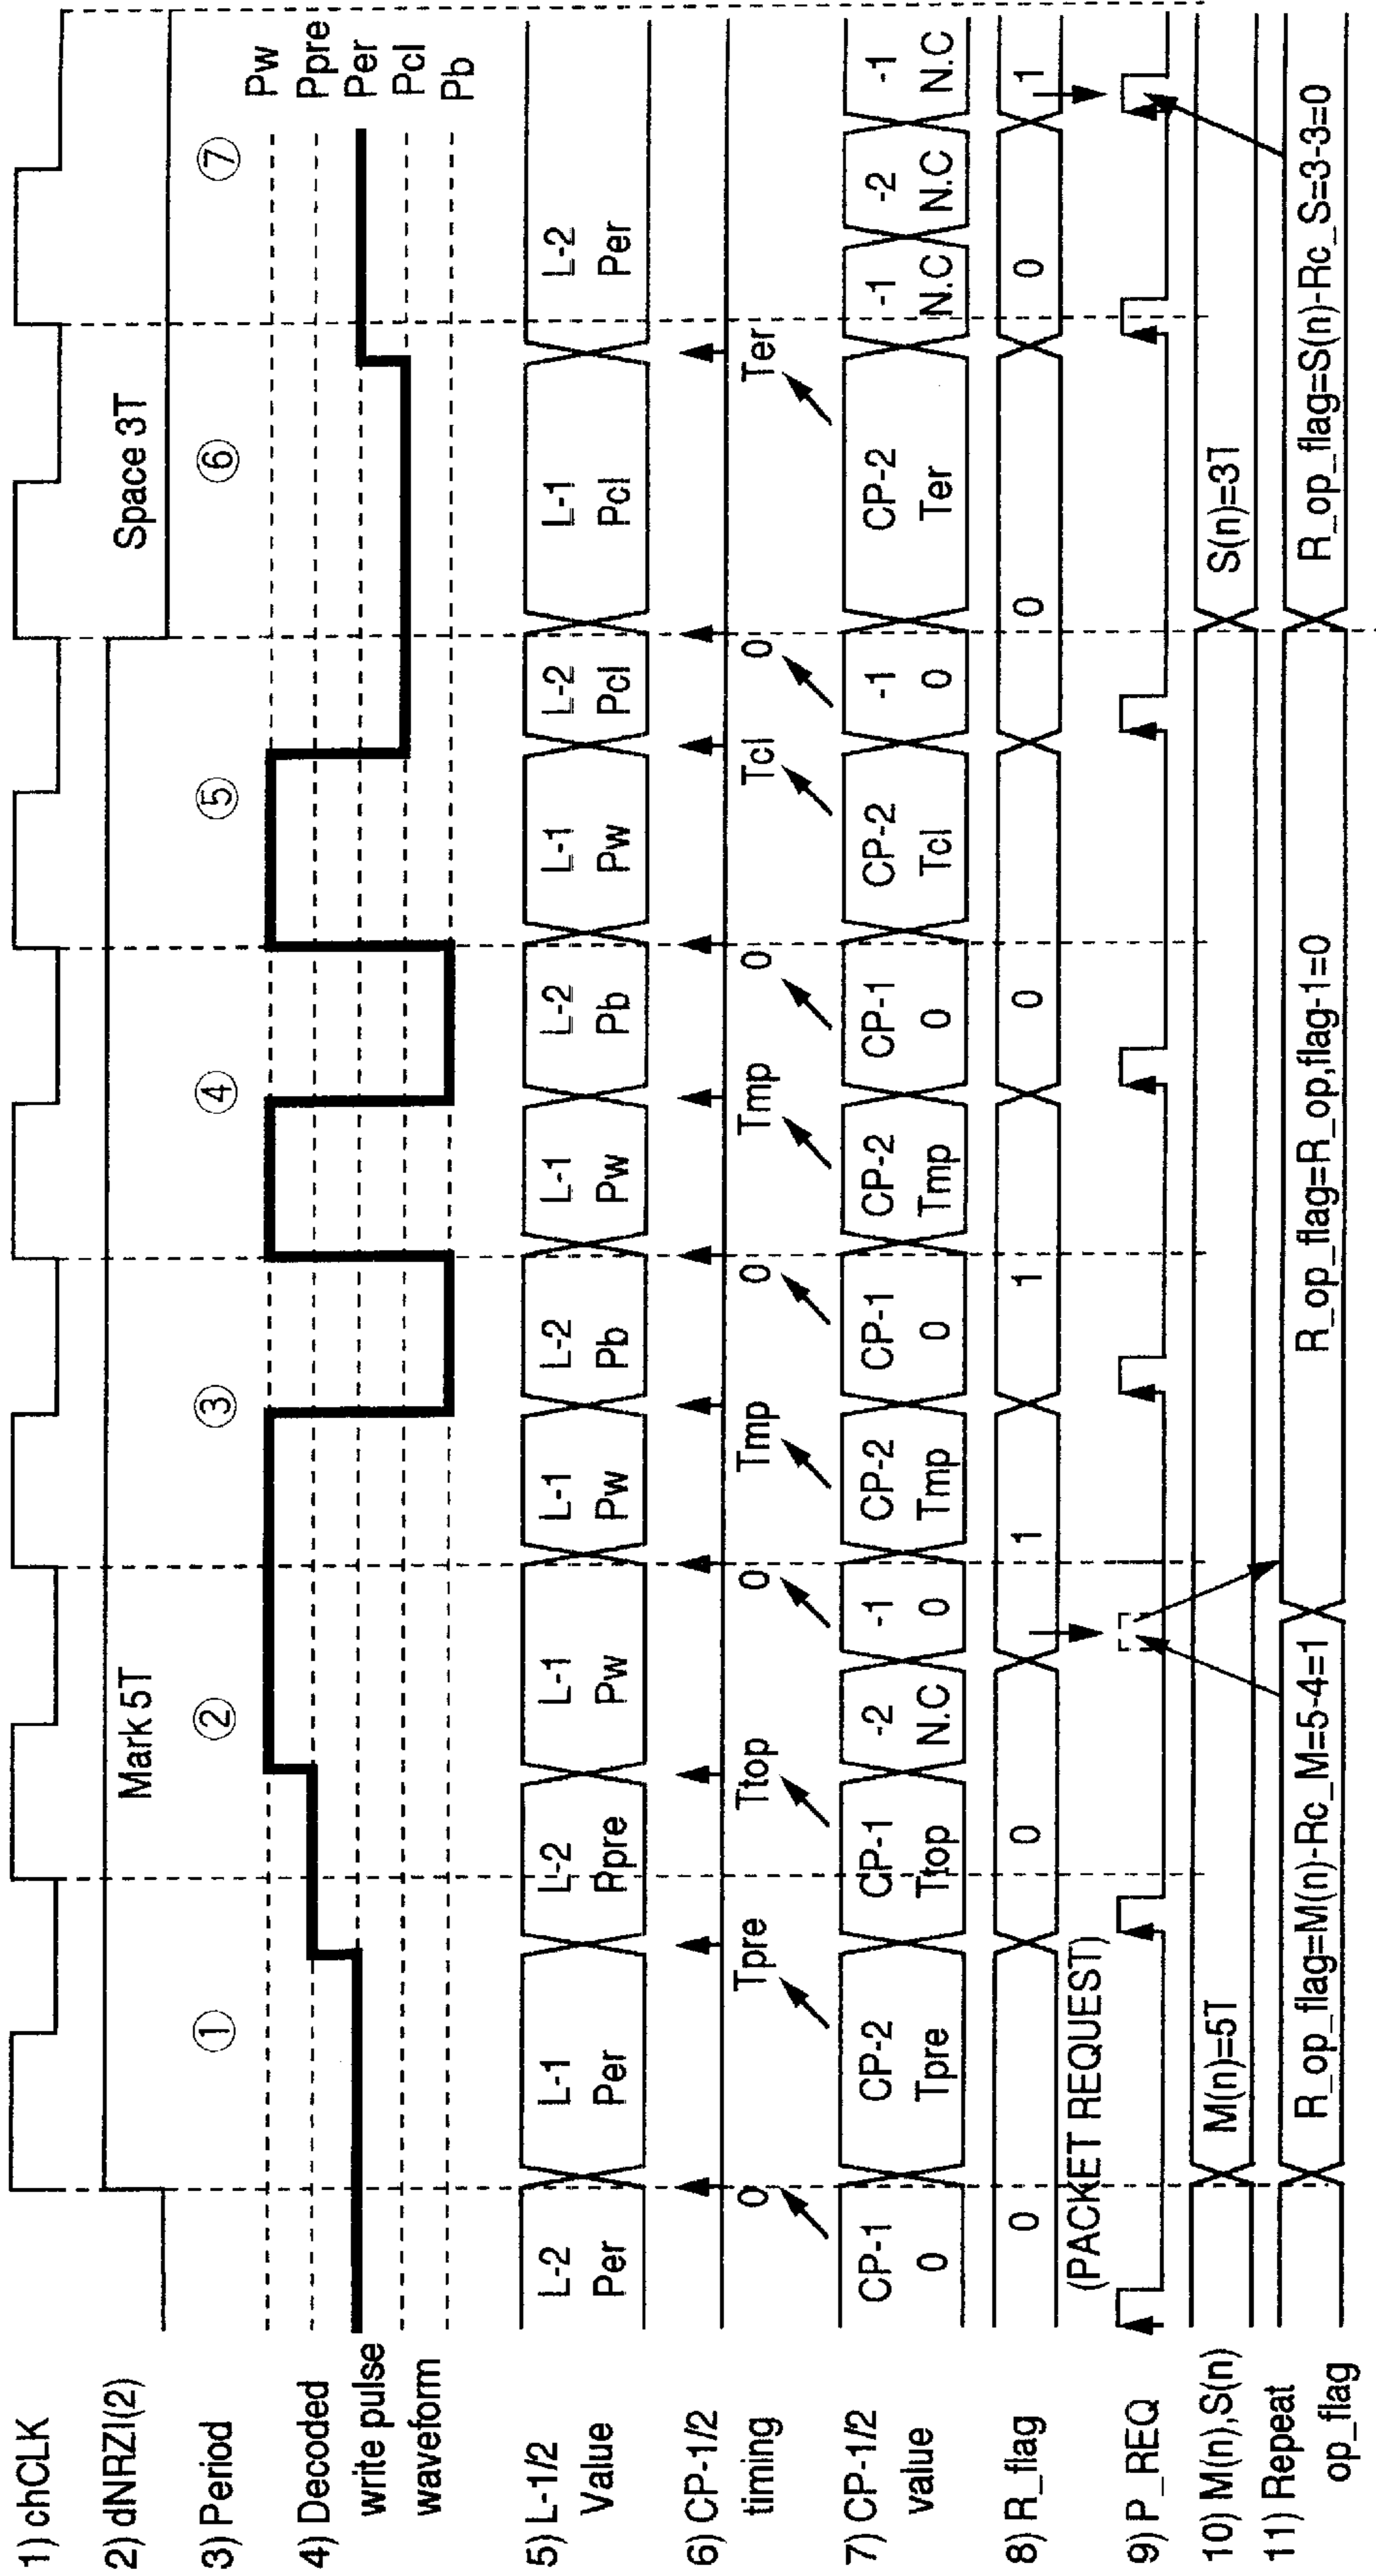 1) chCLK
2) dNRZI(2)
Mark 5T
Space 3T
3) Period
① ② ③ ④ ⑤ ⑥ ⑦
4) Decoded
write pulse
waveform
Pw
Ppre
Per
Pcl
Pb
5) L-1/2
Value
L-2 L-1 L-2 L-1 L-1 L-2 L-1 L-2 L-1 L-2 L-1 L-2
Per Per Ppre Pw Pw Pb Pw Pb Pw Pcl Pcl Per
6) CP-1/2
timing
0 Tpre Ttop 0 Tmp 0 Tmp 0 Tcl 0 Ter
7) CP-1/2
value
CP-1 CP-2 CP-1 -2 -1 CP-2 CP-1 CP-2 CP-1 CP-2 -1 CP-2 -1 -2 -1
0 Tpre Ttop N.C 0 Tmp 0 Tmp 0 Tcl 0 Ter N.C N.C N.C
8) R_flag
0 0 1 1 0 0 0 1
(PACKET REQUEST)
9) P_REQ
10) M(n),S(n)
M(n)=5T
S(n)=3T
11) Repeat
op_flag
R_op_flag=M(n)-Rc_M=5-4=1
R_op_flag=R_op,flag-1=0
R_op_flag=S(n)-Rc_S=3-3=0